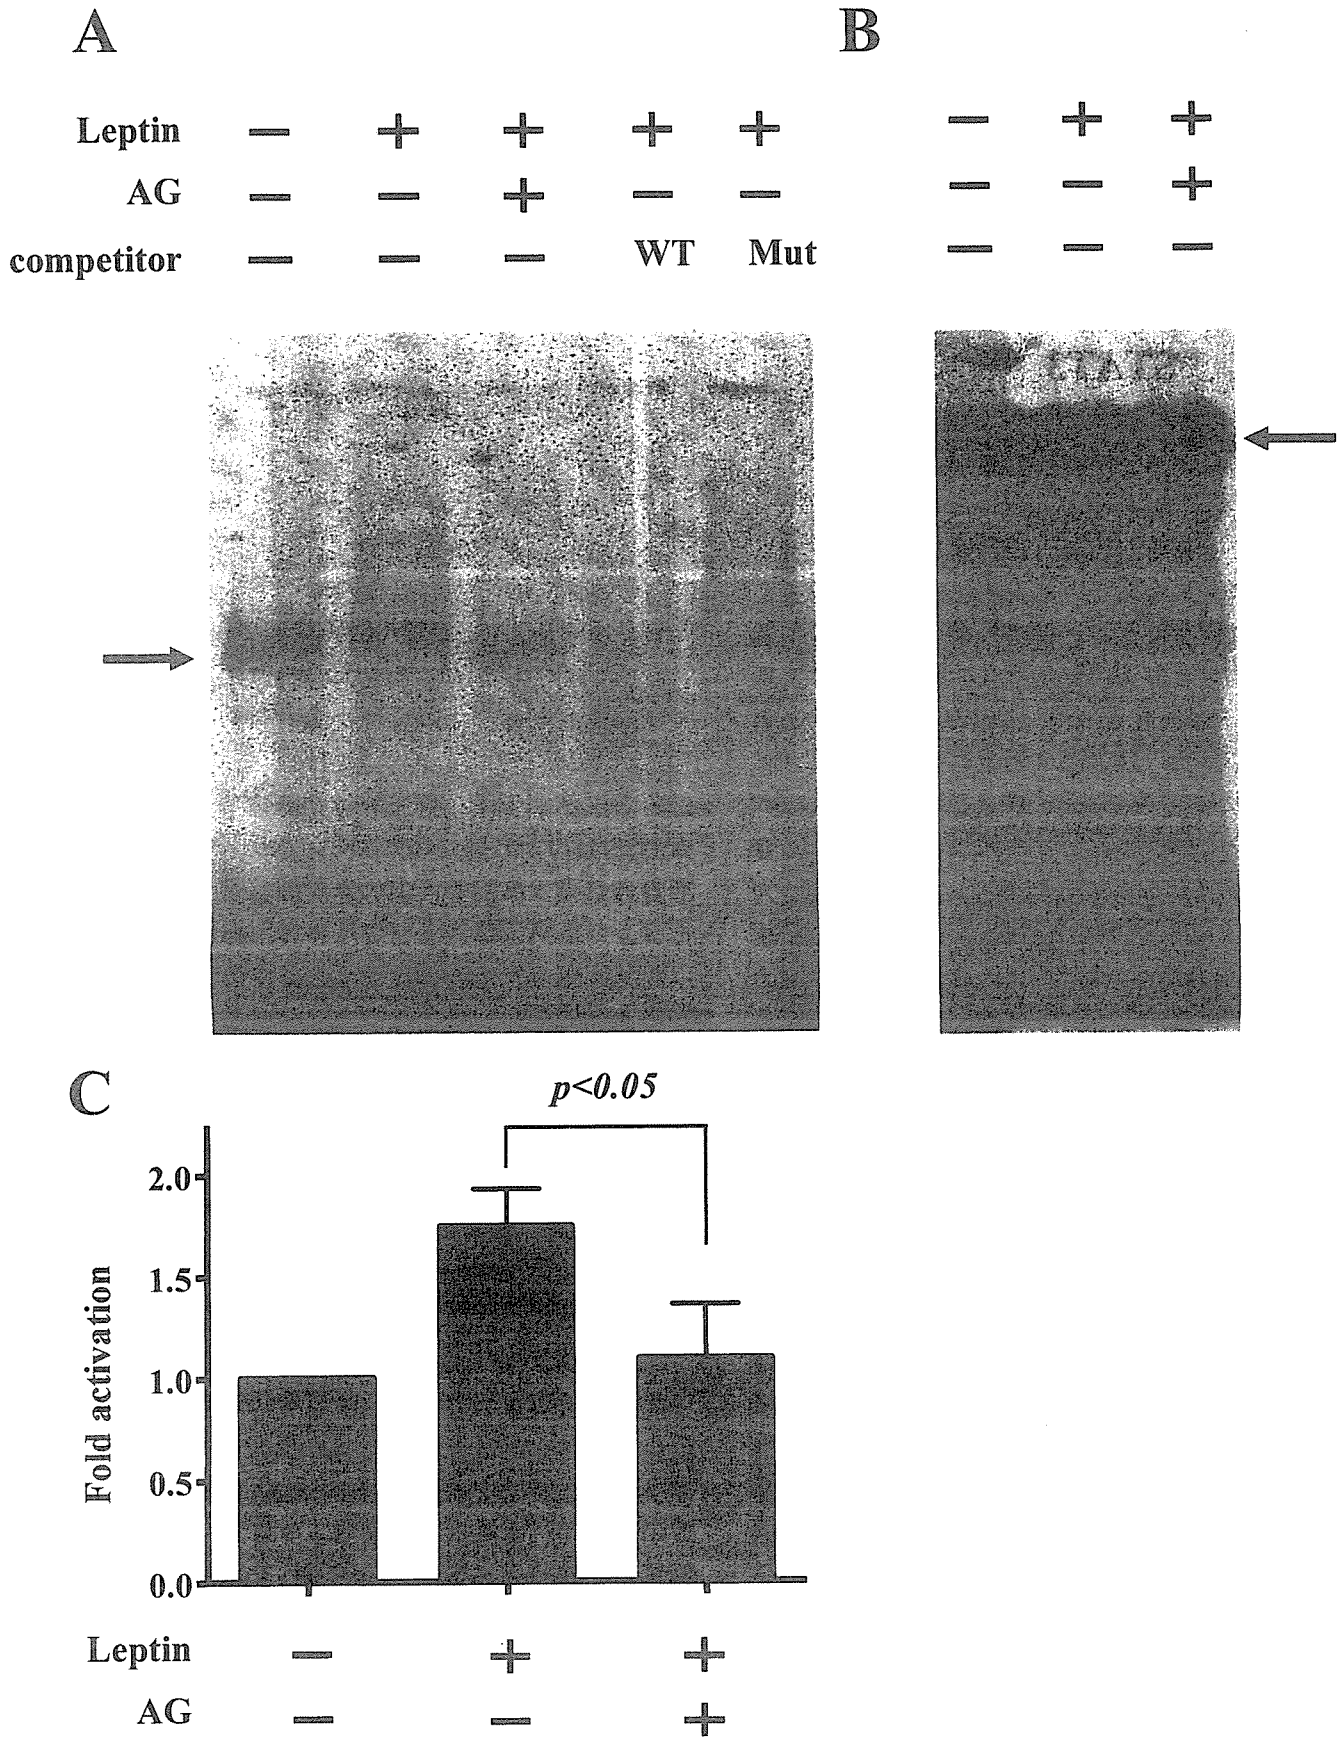 A
B
Leptin − + + + + − + +
AG − − + − − − − +
competitor − − − WT Mut − − −
C
p<0.05
2.0
1.5
1.0
0.5
0.0
Fold activation
Leptin − + +
AG − − +